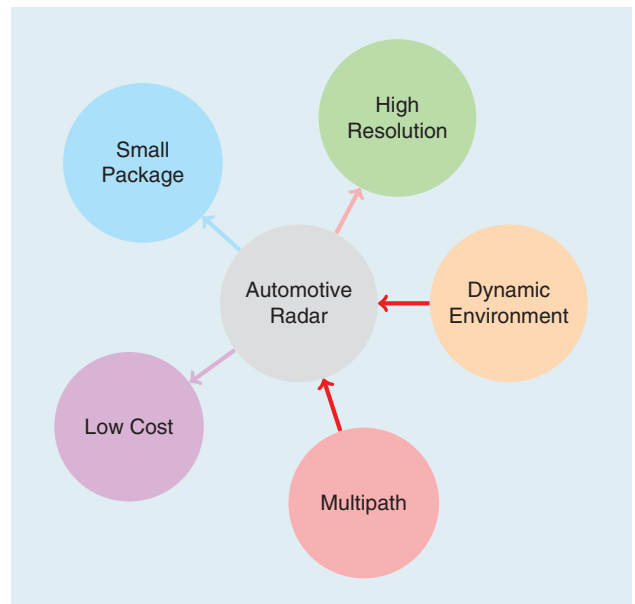 High
Resolution
Small
Package
Automotive
Radar
Dynamic
Environment
Low Cost
Multipath